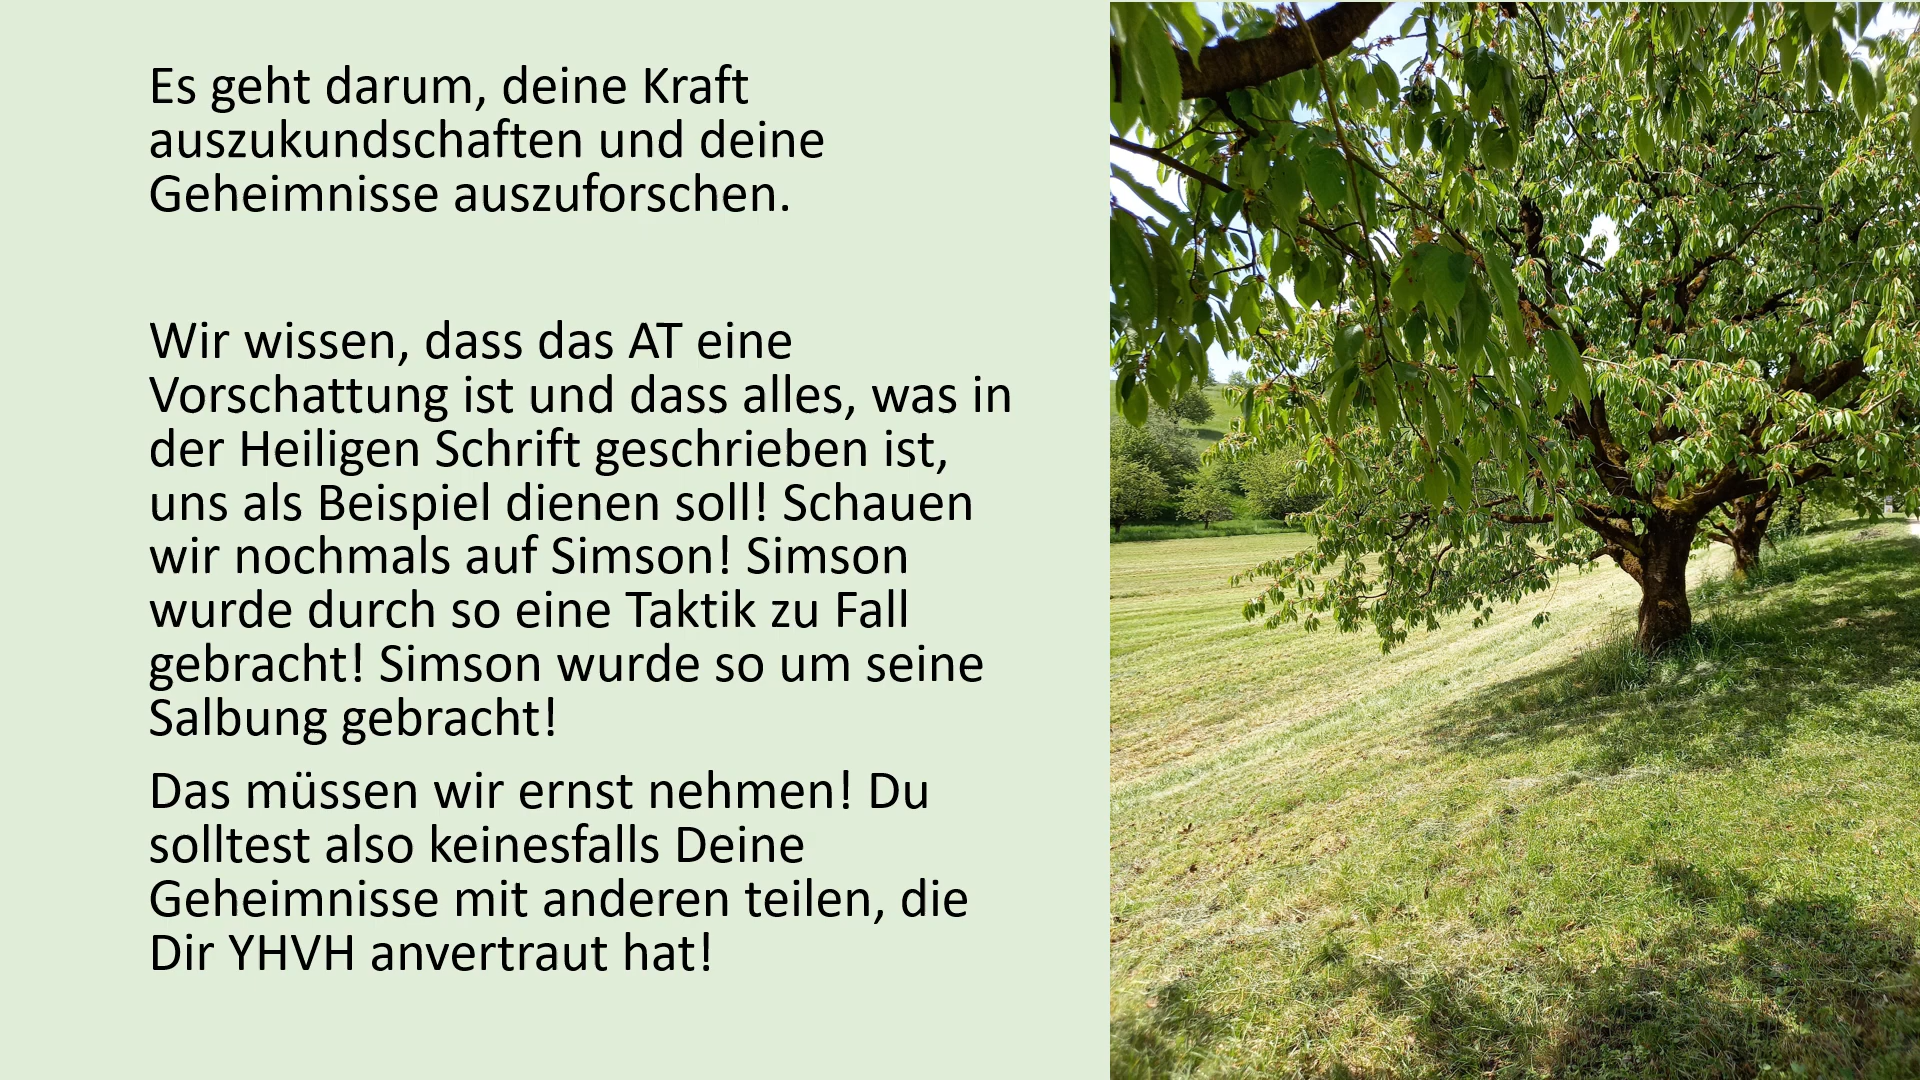 Es geht darum, deine Kraft
auszukundschaften und deine
Geheimnisse auszuforschen.
Wir wissen, dass das AT eine
Vorschattung ist und dass alles, was in
der Heiligen Schrift geschrieben ist,
uns als Beispiel dienen soll! Schauen
wir nochmals auf Simson! Simson
wurde durch so eine Taktik zu Fall
gebracht! Simson wurde so um seine
Salbung gebracht!
Das müssen wir ernst nehmen! Du
solltest also keinesfalls Deine
Geheimnisse mit anderen teilen, die
Dir YHVH anvertraut hat!